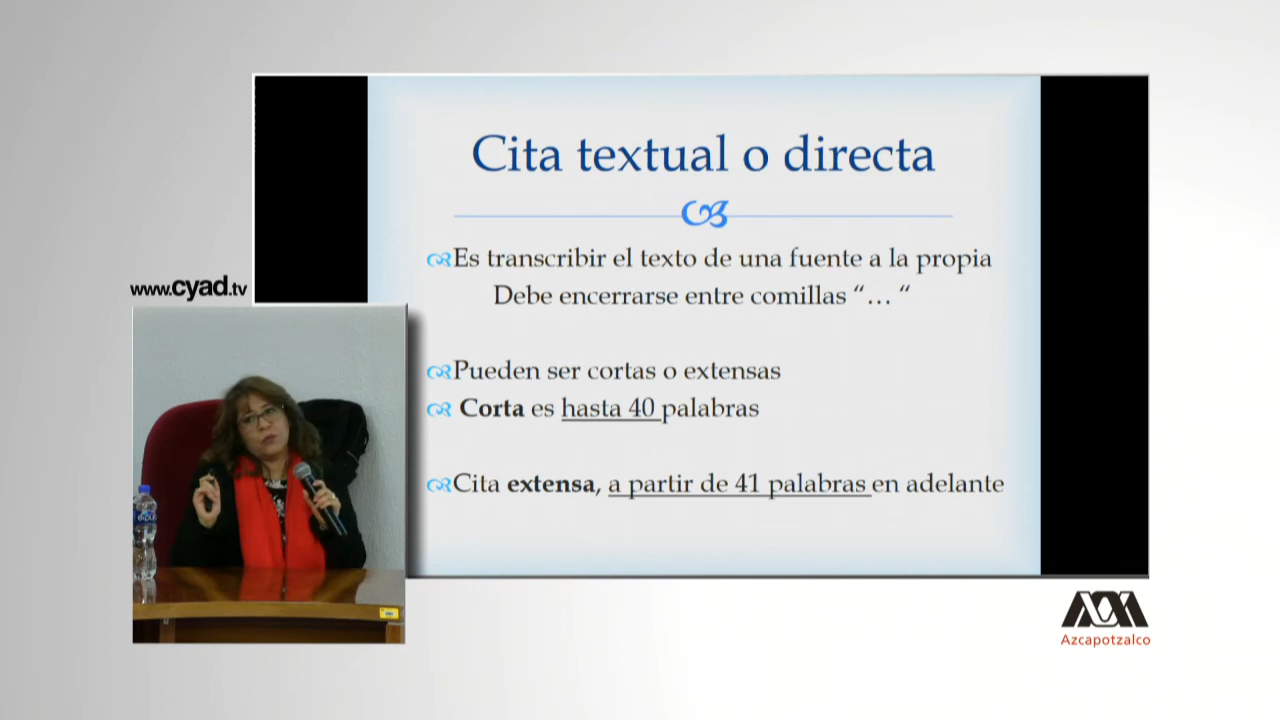 Cita textual o directa
Es transcribir el texto de una fuente a la propia
Debe encerrarse entre comillas “… “
Pueden ser cortas o extensas
Corta es hasta 40 palabras
Cita extensa, a partir de 41 palabras en adelante
www.cyad.tv
Azcapotzalco